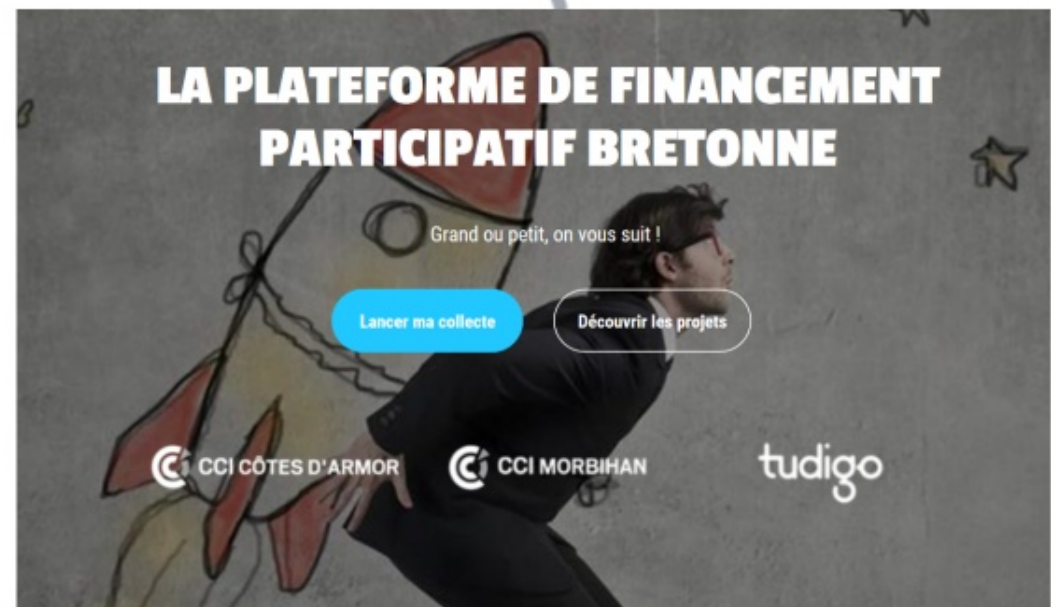 LA PLATEFORME DE FINANCEMENT
PARTICIPATIF BRETONNE
Grand ou petit, on vous suit !
Lancer ma collecte
Découvrir les projets
CCI CÔTES D'ARMOR
CCI MORBIHAN
tudigo